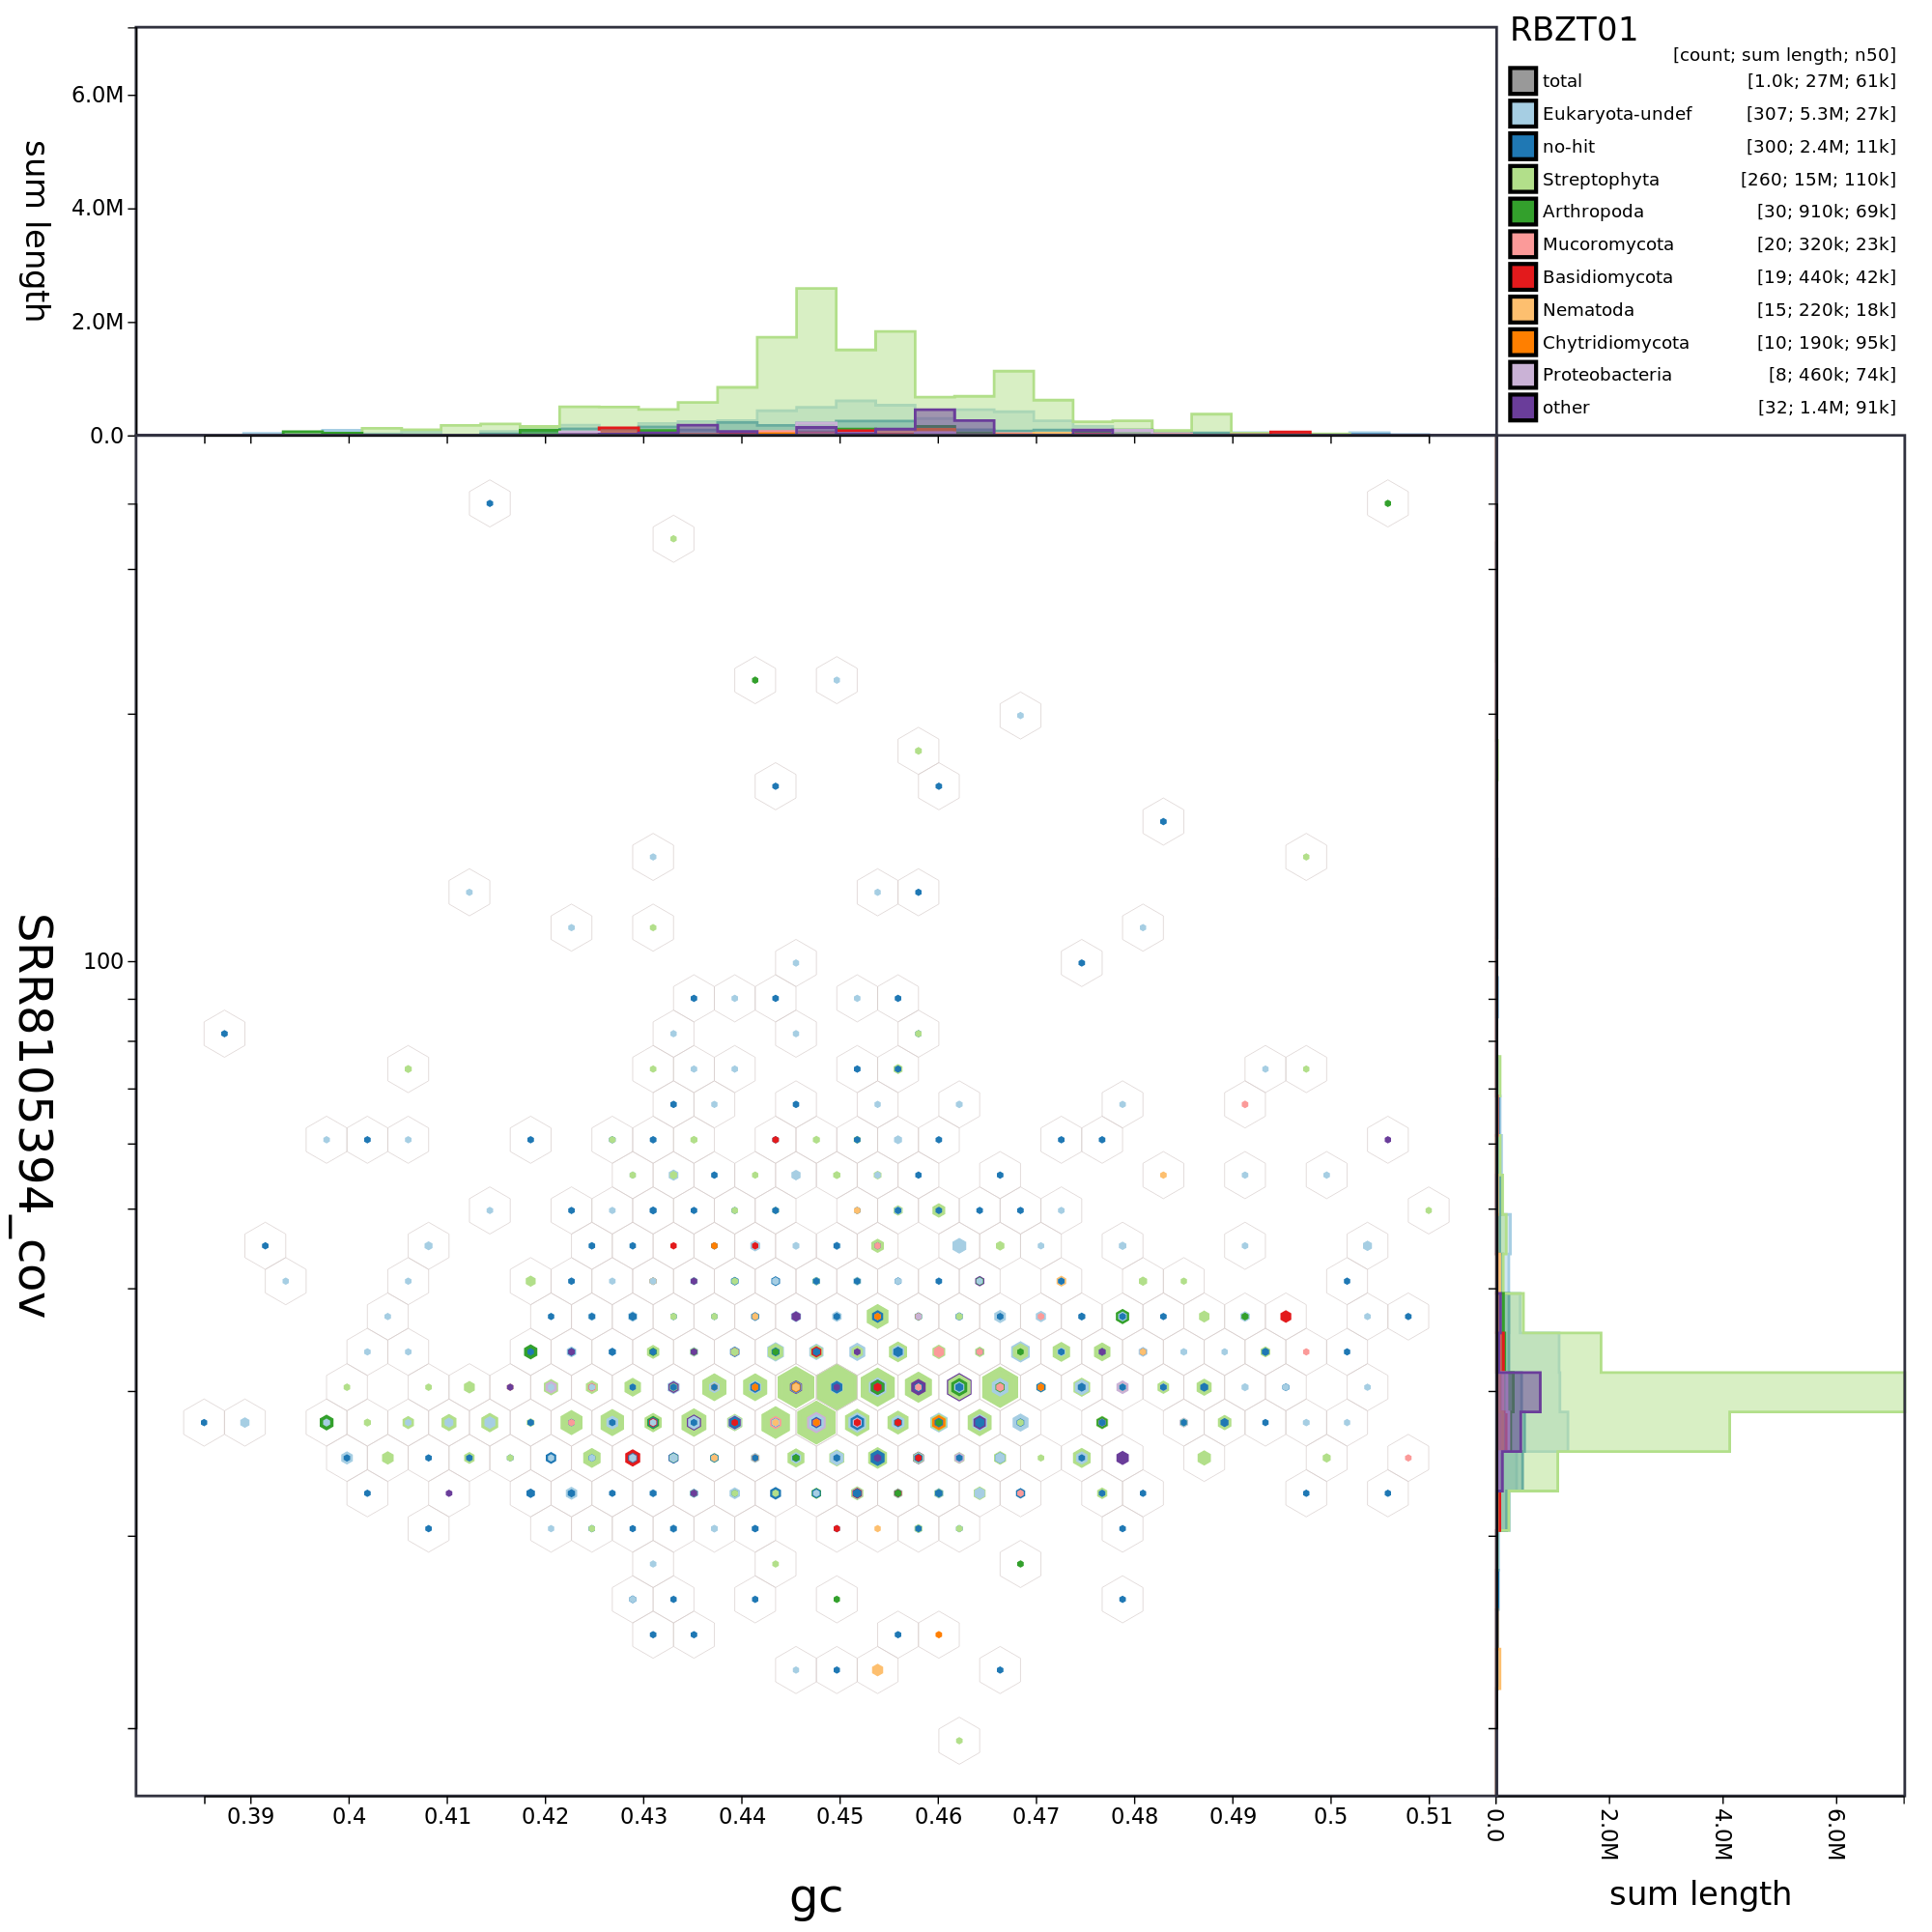 RBZT01
[count; sum length; n50]
total [1.0k; 27M; 61k]
Eukaryota-undef [307; 5.3M; 27k]
no-hit [300; 2.4M; 11k]
Streptophyta [260; 15M; 110k]
Arthropoda [30; 910k; 69k]
Mucoromycota [20; 320k; 23k]
Basidiomycota [19; 440k; 42k]
Nematoda [15; 220k; 18k]
Chytridiomycota [10; 190k; 95k]
Proteobacteria [8; 460k; 74k]
other [32; 1.4M; 91k]
sum length
6.0M
4.0M
2.0M
0.0
SRR8105394_cov
100
0.39 0.4 0.41 0.42 0.43 0.44 0.45 0.46 0.47 0.48 0.49 0.5 0.51
gc
0.0 2.0M 4.0M 6.0M
sum length